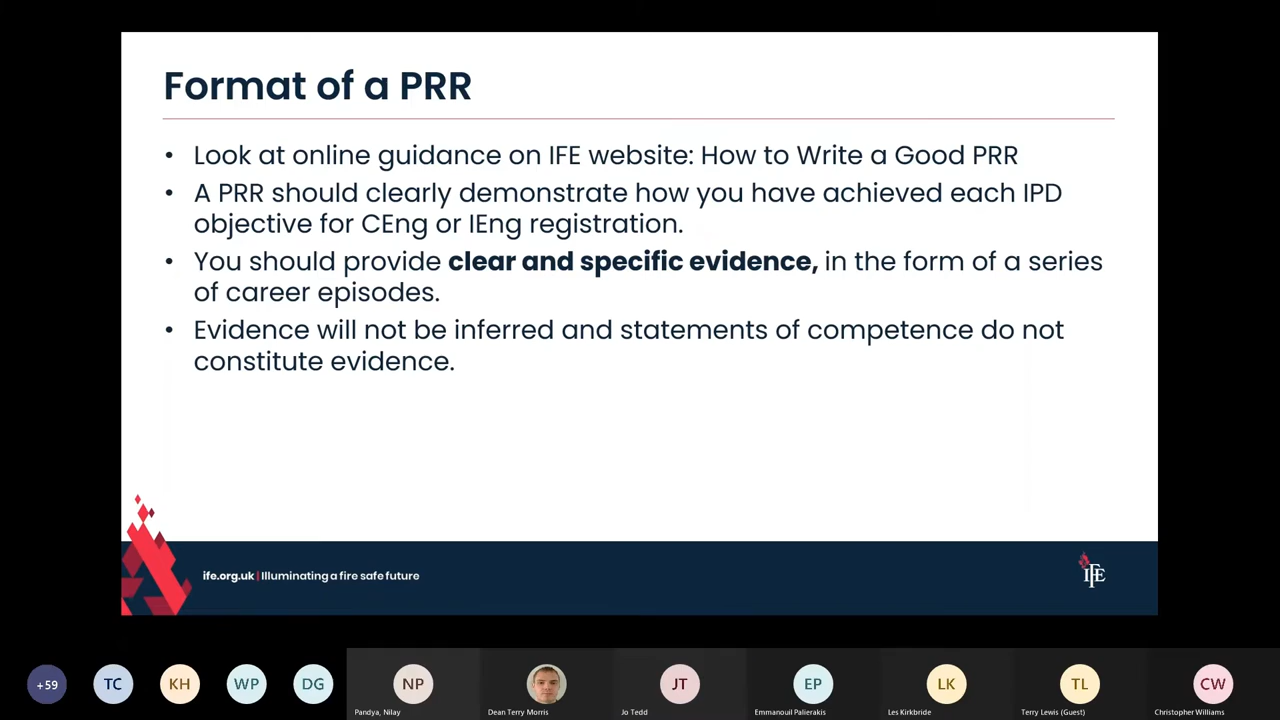 Format of a PRR
• Look at online guidance on IFE website: How to Write a Good PRR
• A PRR should clearly demonstrate how you have achieved each IPD
objective for CEng or IEng registration.
• You should provide clear and specific evidence, in the form of a series
of career episodes.
• Evidence will not be inferred and statements of competence do not
constitute evidence.
ife.org.uk | Illuminating a fire safe future
IFE
+59
TC
KH
WP
DG
NP
JT
EP
LK
TL
CW
Pandya, Nilay
Dean Terry Morris
Jo Tedd
Emmanouil Palierakis
Les Kirkbride
Terry Lewis (Guest)
Christopher Williams